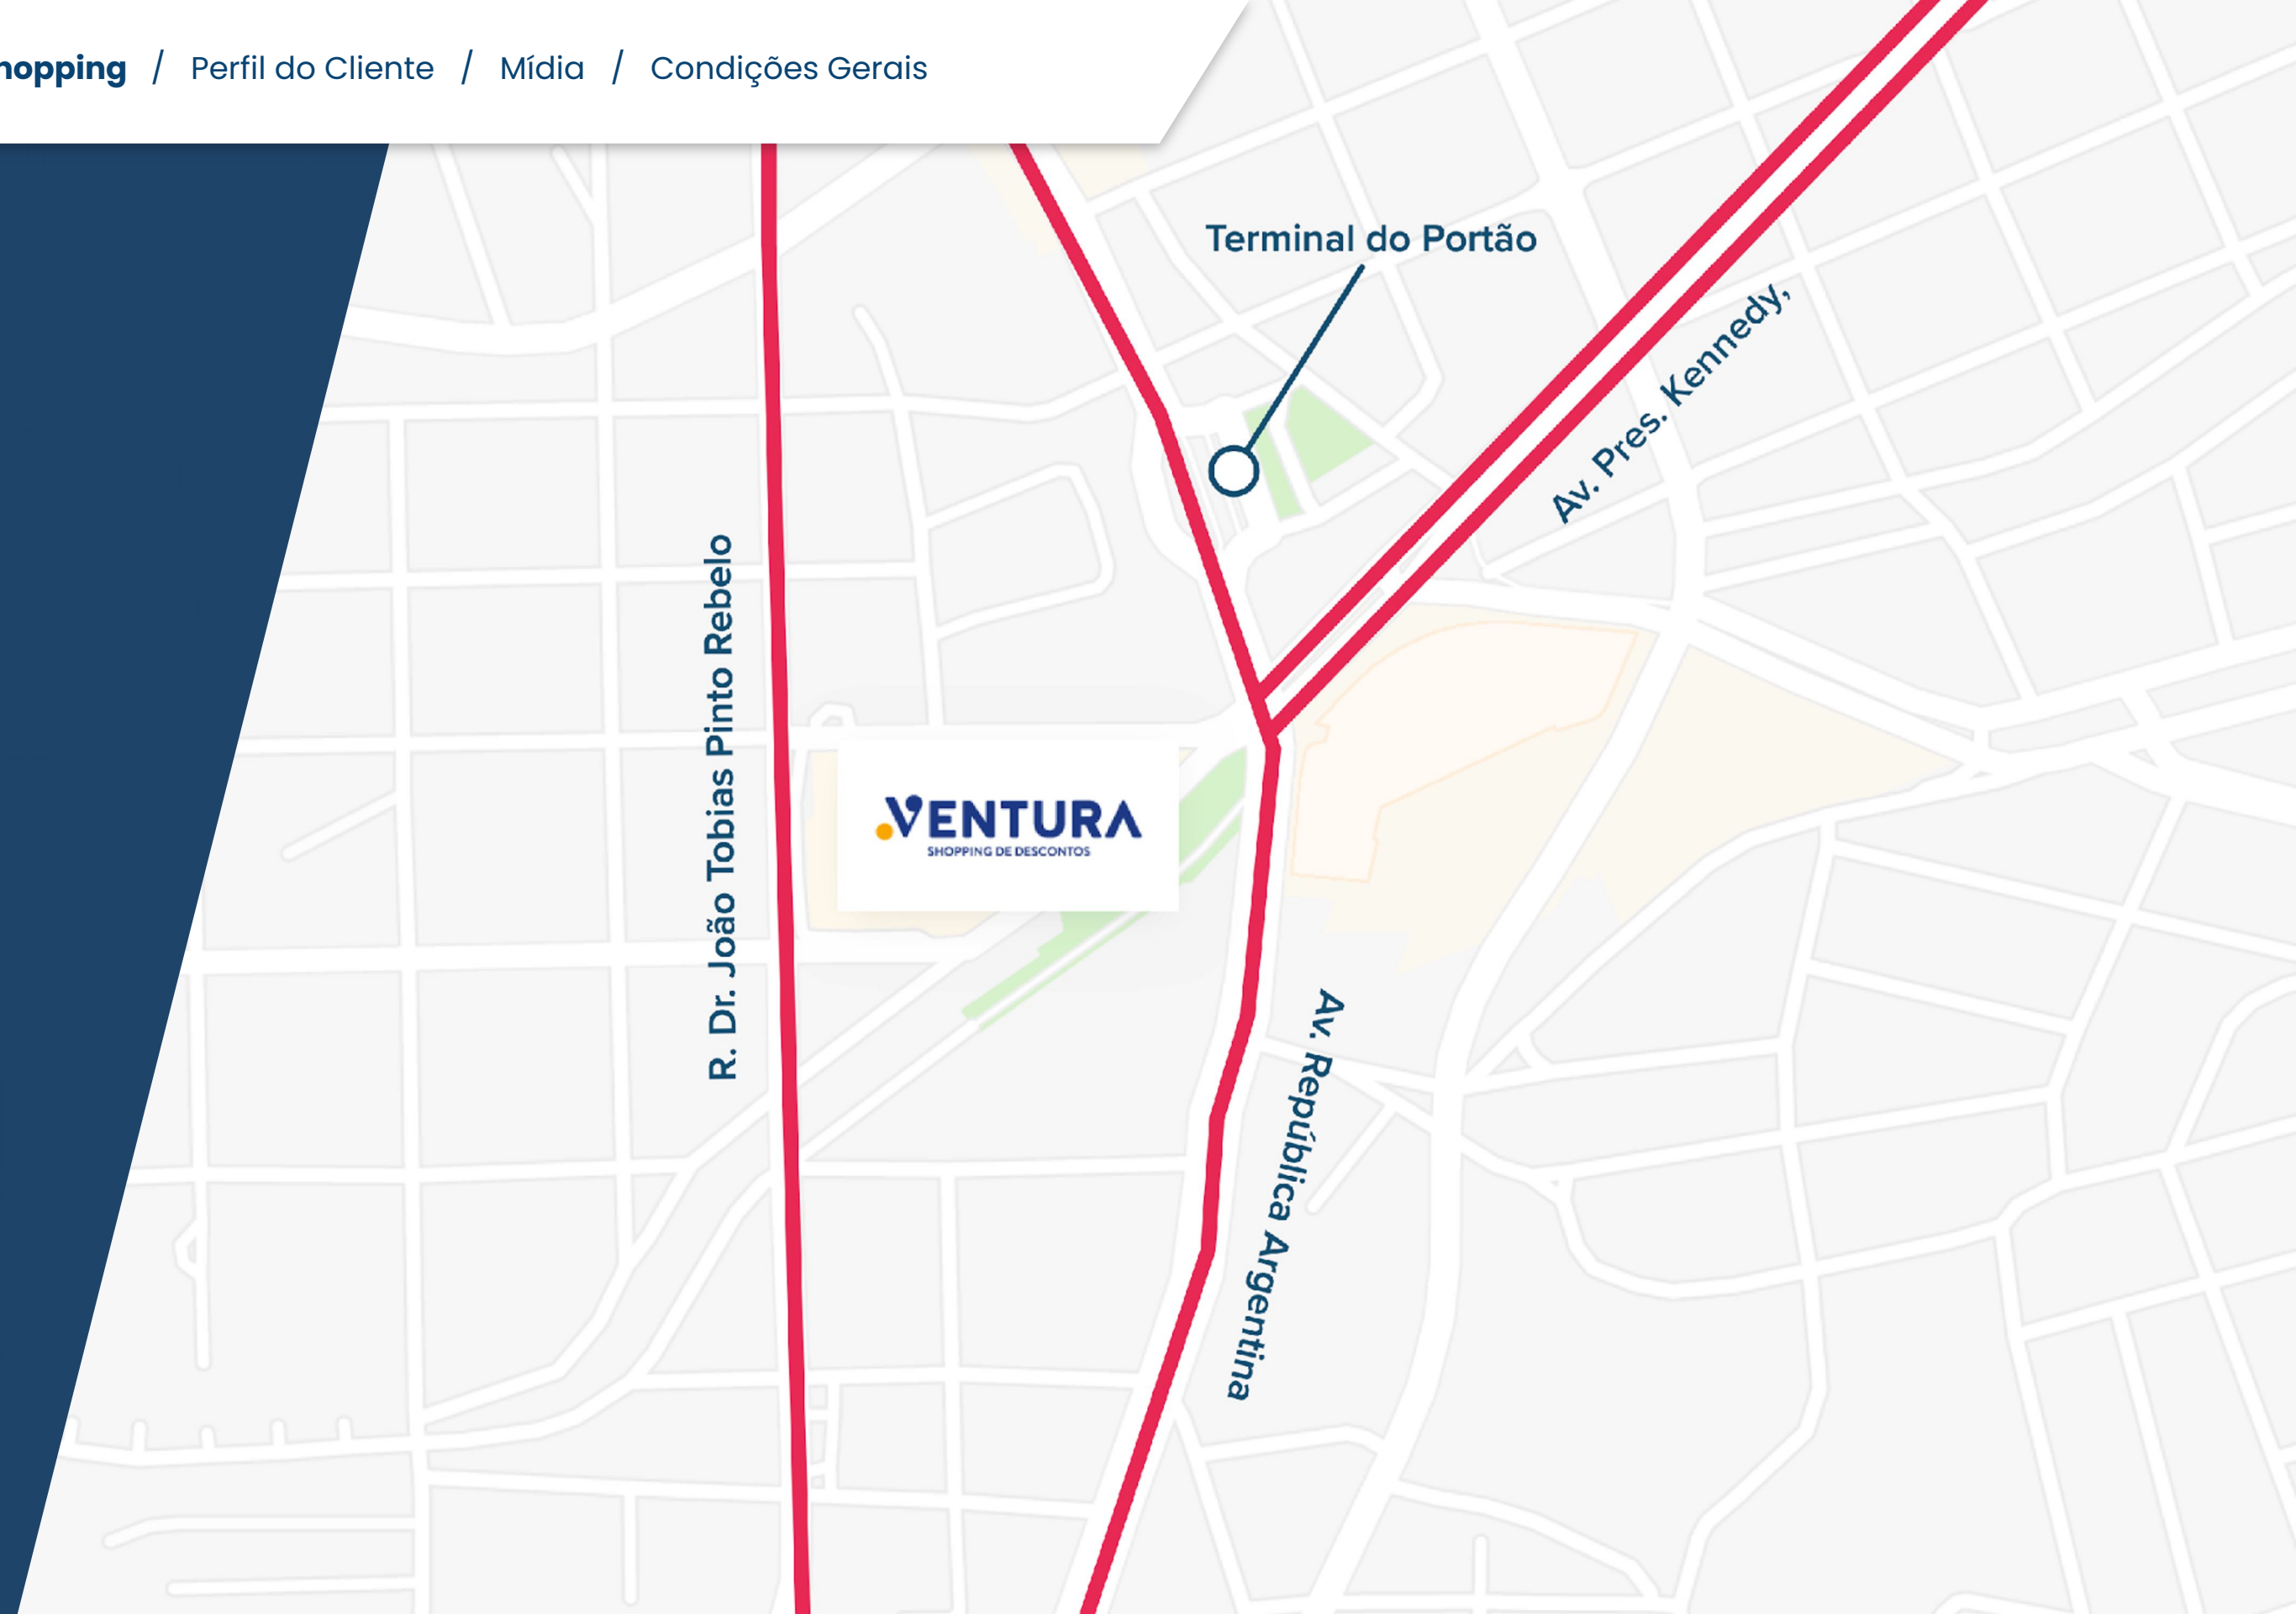 hopping / Perfil do Cliente / Mídia / Condições Gerais
Terminal do Portão
Av. Pres. Kennedy,
R. Dr. João Tobias Pinto Rebelo
VENTURA
SHOPPING DE DESCONTOS
Av. República Argentina